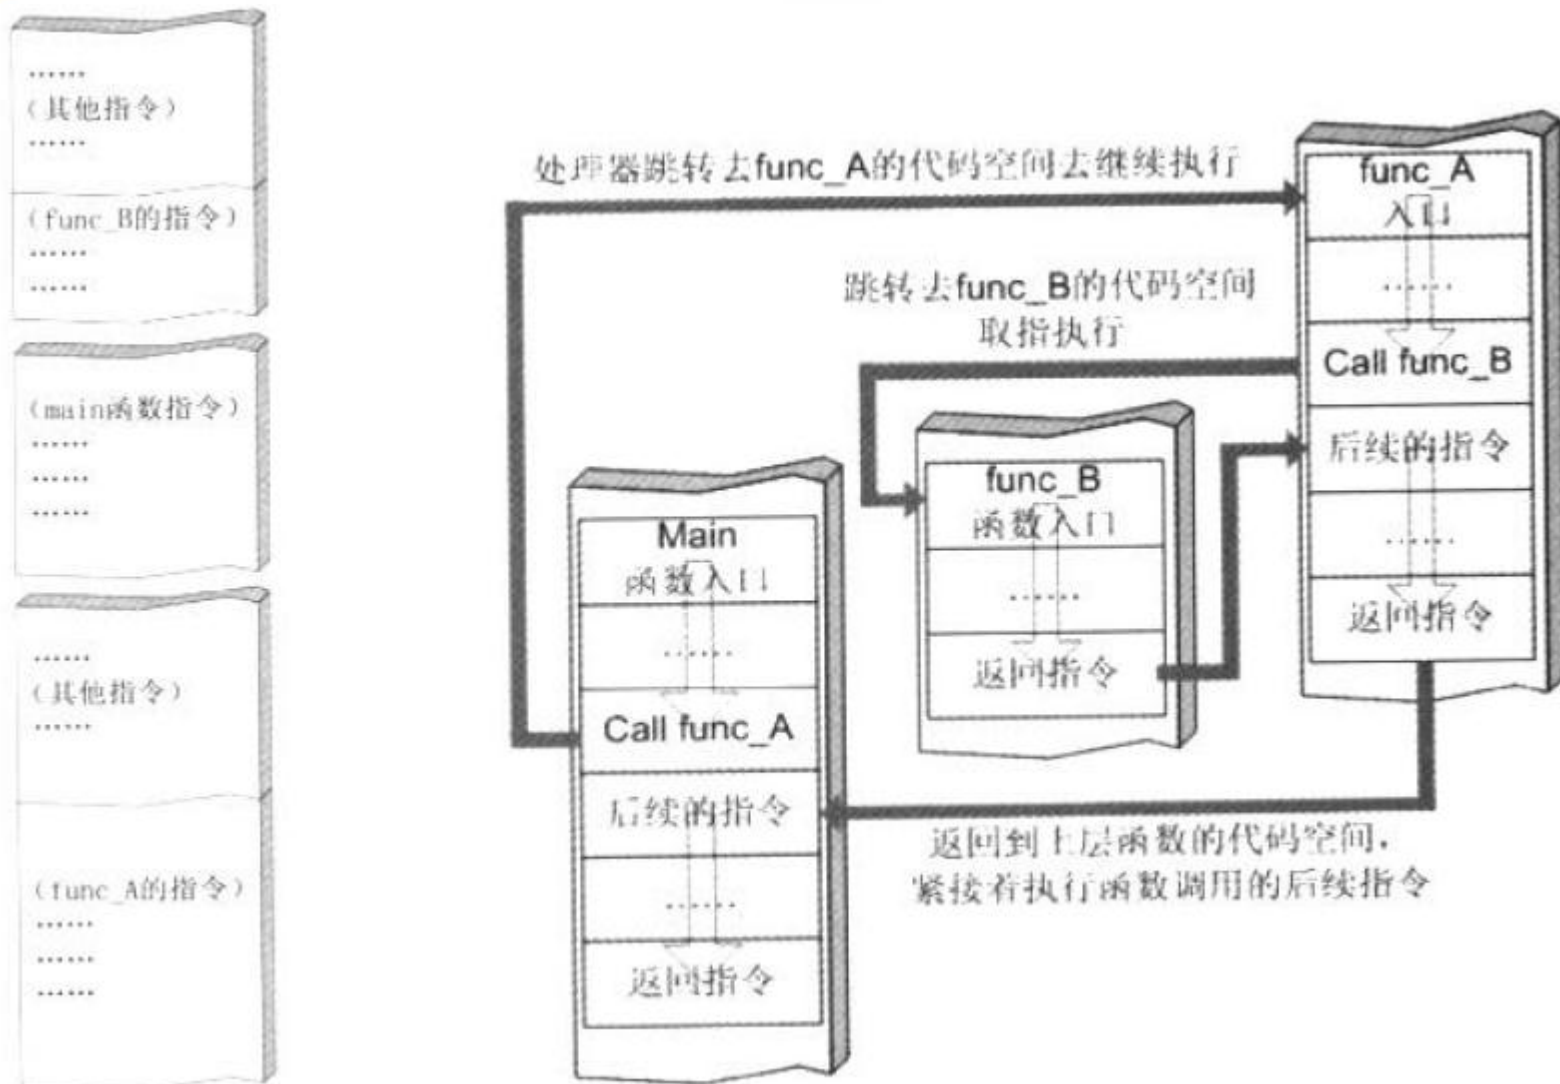 ......
(其他指令)
......
(func_B的指令)
......
......
(main函数指令)
......
......
......
......
(其他指令)
......
(func_A的指令)
......
......
......
处理器跳转去func_A的代码空间去继续执行
跳转去func_B的代码空间
取指执行
Main
函数入口
......
Call func_A
后续的指令
......
返回指令
func_B
函数入口
......
返回指令
func_A
入口
......
Call func_B
后续的指令
......
返回指令
返回到上层函数的代码空间，
紧接着执行函数调用的后续指令